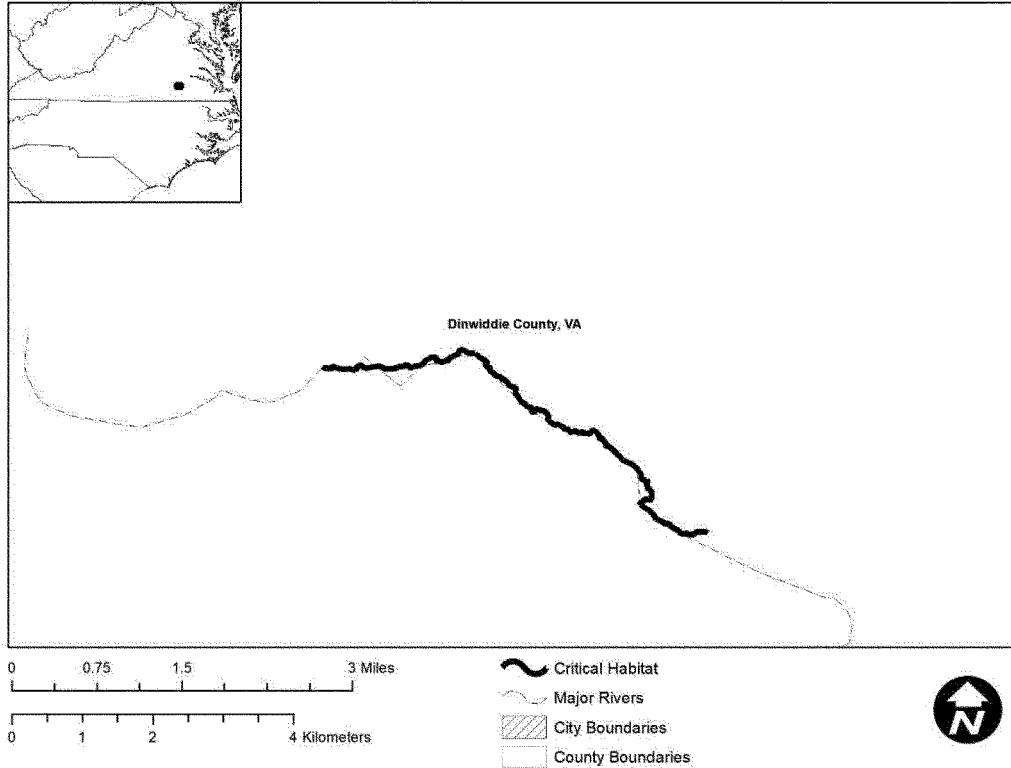 Dinwiddie County, VA
0 0.75 1.5 3 Miles
0 1 2 4 Kilometers
Critical Habitat
Major Rivers
City Boundaries
County Boundaries
N